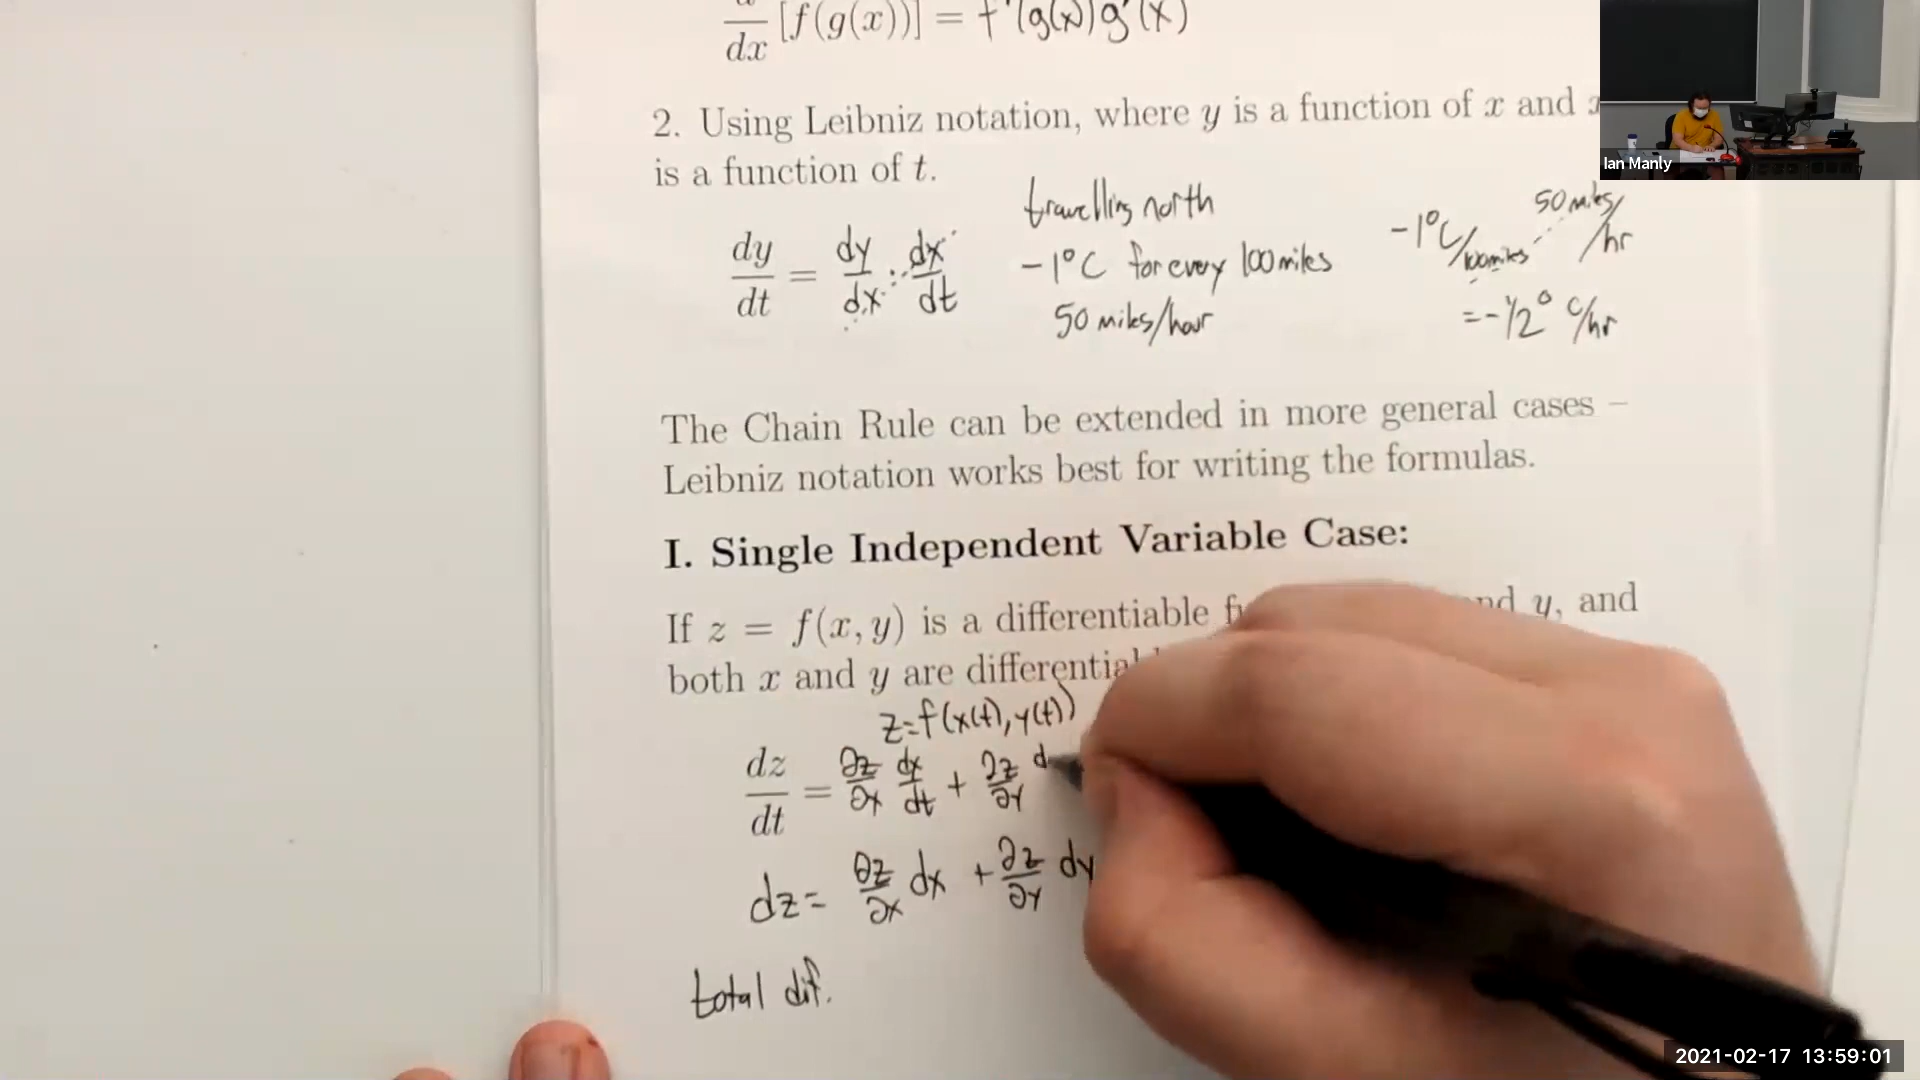 d/dx [f(g(x))] = f'(g(x))g'(x)
2. Using Leibniz notation, where y is a function of x and x
is a function of t.
dy/dt = dy/dx · dx/dt
travelling north
-1°C for every 100 miles
50 miles/hour
-1°C/100miles · 50 miles/hr
= -1/2° C/hr
The Chain Rule can be extended in more general cases –
Leibniz notation works best for writing the formulas.
I. Single Independent Variable Case:
If z = f(x, y) is a differentiable and y, and
both x and y are
z=f(x(t),y(t))
dz/dt = ∂z/∂x dx/dt + ∂z/∂y d
dz = ∂z/∂x dx + ∂z/∂y dy
total dif.
Ian Manly
2021-02-17 13:59:01